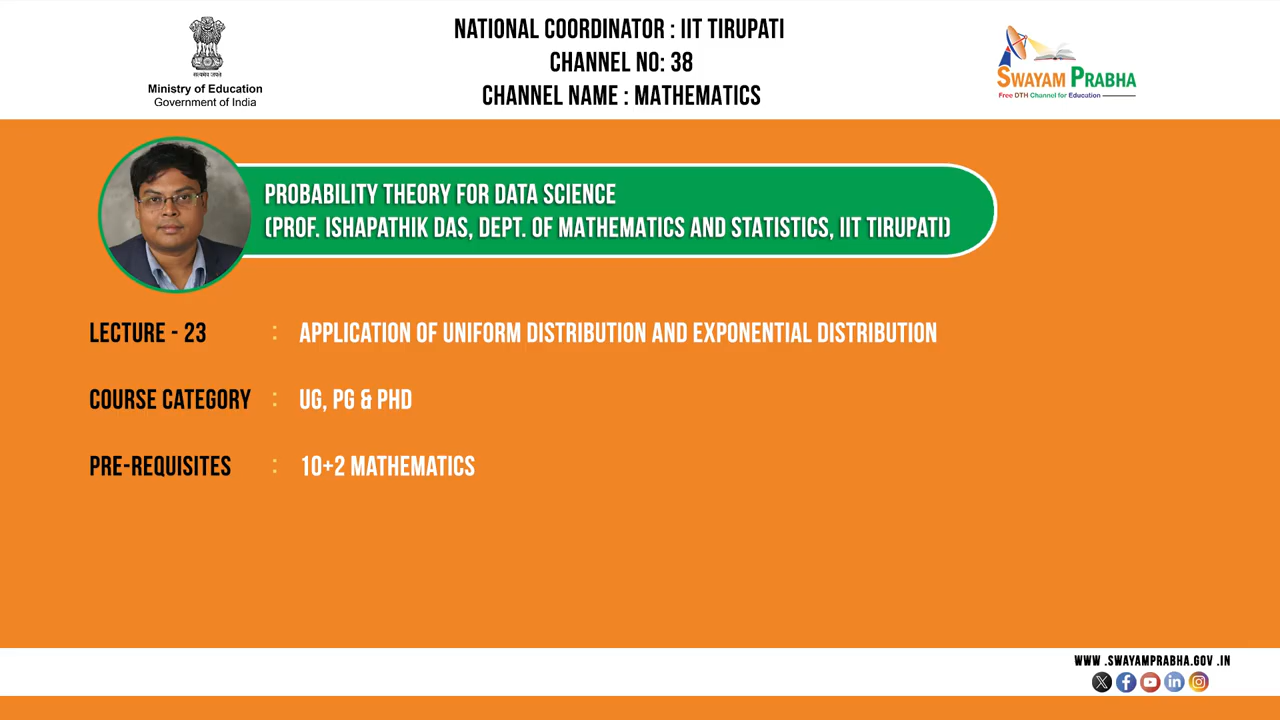 NATIONAL COORDINATOR : IIT TIRUPATI
CHANNEL NO: 38
CHANNEL NAME : MATHEMATICS
सत्यमेव जयते
Ministry of Education
Government of India
SWAYAM PRABHA
Free DTH Channel for Education
PROBABILITY THEORY FOR DATA SCIENCE
(PROF. ISHAPATHIK DAS, DEPT. OF MATHEMATICS AND STATISTICS, IIT TIRUPATI)
LECTURE - 23 : APPLICATION OF UNIFORM DISTRIBUTION AND EXPONENTIAL DISTRIBUTION
COURSE CATEGORY : UG, PG & PHD
PRE-REQUISITES : 10+2 MATHEMATICS
WWW .SWAYAMPRABHA.GOV .IN